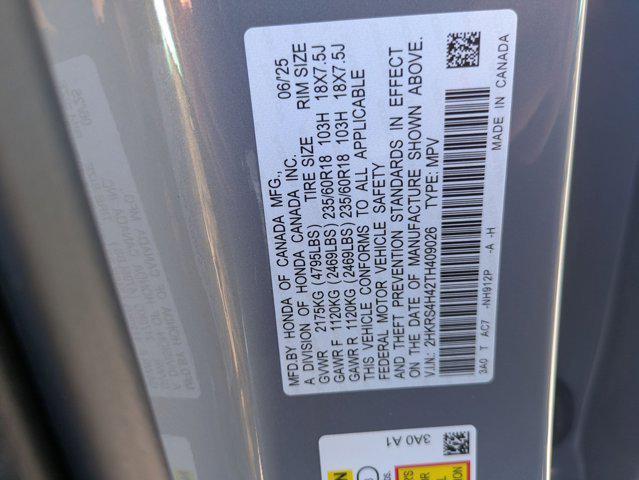 MFD.BY HONDA OF CANADA MFG., 06/25
A DIVISION OF HONDA CANADA INC.
TIRE SIZE RIM SIZE
GVWR 2175KG (4795LBS)
GAWR F 1120KG (2469LBS) 235/60R18 103H 18X7.5J
GAWR R 1120KG (2469LBS) 235/60R18 103H 18X7.5J
THIS VEHICLE CONFORMS TO ALL APPLICABLE
FEDERAL MOTOR VEHICLE SAFETY
AND THEFT PREVENTION STANDARDS IN EFFECT
ON THE DATE OF MANUFACTURE SHOWN ABOVE.
V.I.N.: 2HKRS4H42TH409026 TYPE: MPV
3A0 T AC7 -NH912P -A -H
MADE IN CANADA
3A0 A1